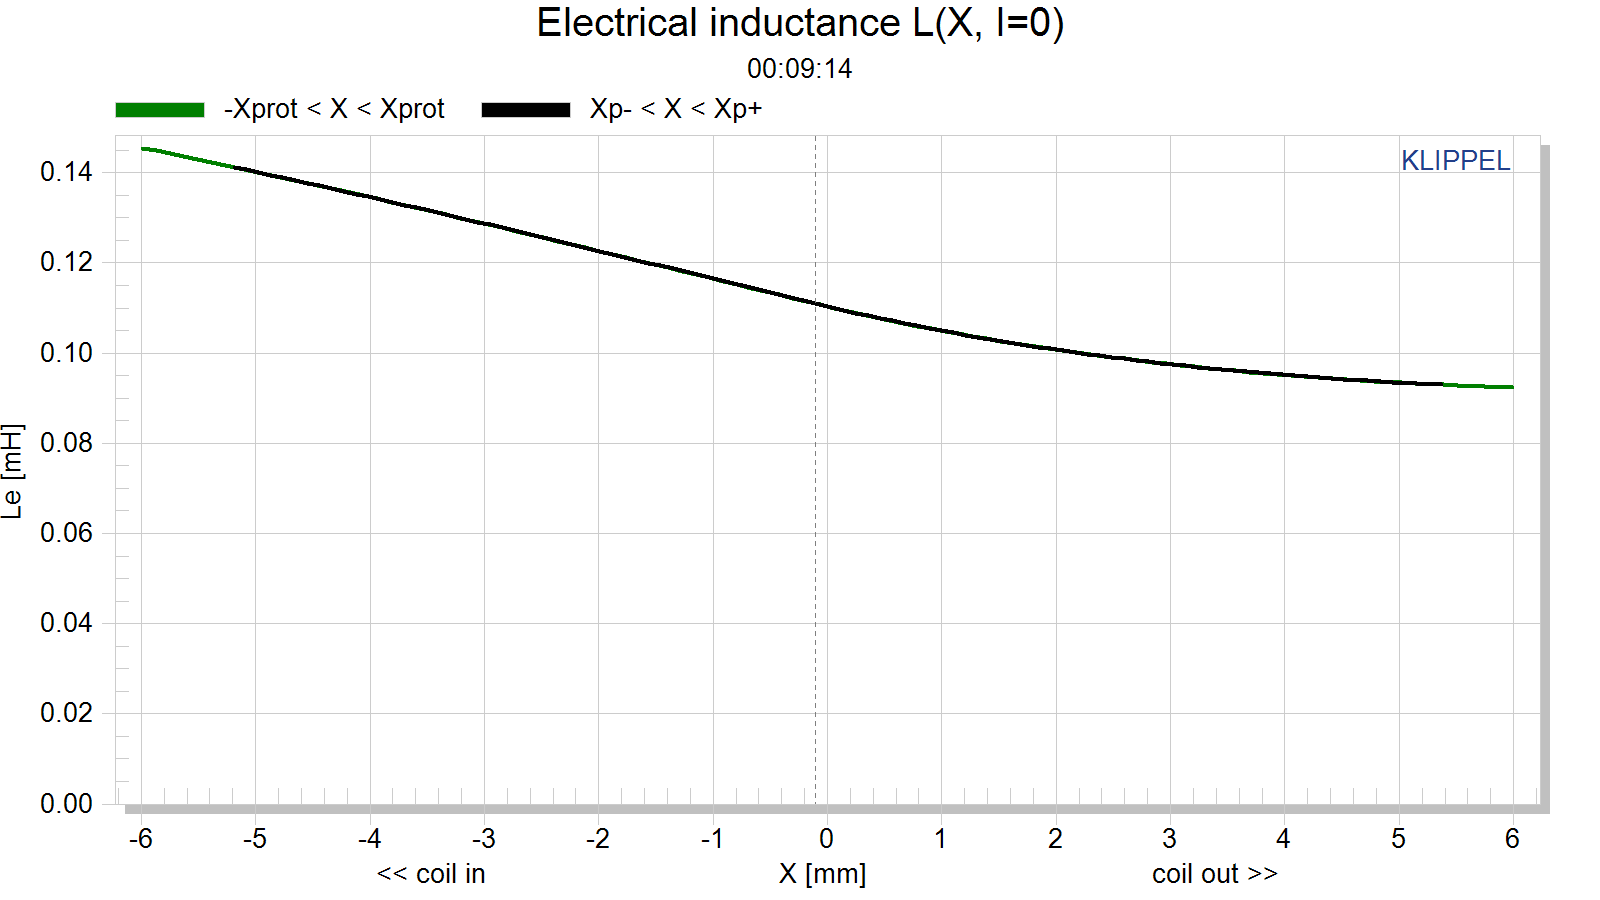 Electrical inductance L(X, I=0)
00:09:14
-Xprot < X < Xprot Xp- < X < Xp+
KLIPPEL
0.14
0.12
0.10
0.08
0.06
0.04
0.02
0.00
Le [mH]
-6 -5 -4 -3 -2 -1 0 1 2 3 4 5 6
<< coil in X [mm] coil out >>